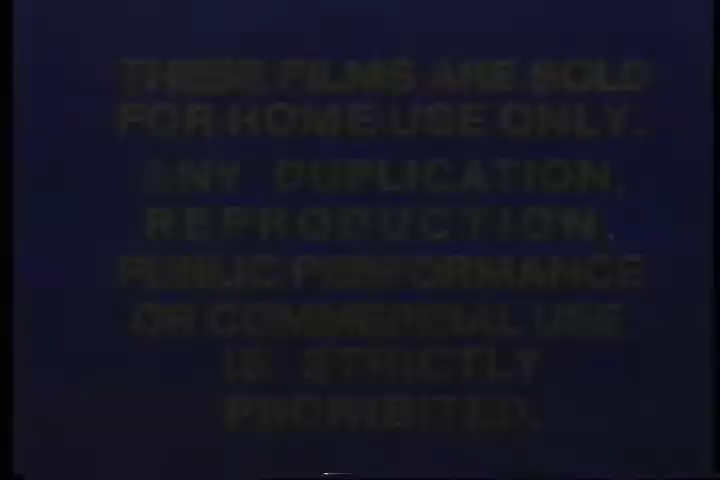 THESE FILMS ARE SOLD
FOR HOME USE ONLY.
ANY DUPLICATION,
REPRODUCTION,
PUBLIC PERFORMANCE
OR COMMERCIAL USE
IS STRICTLY
PROHIBITED.